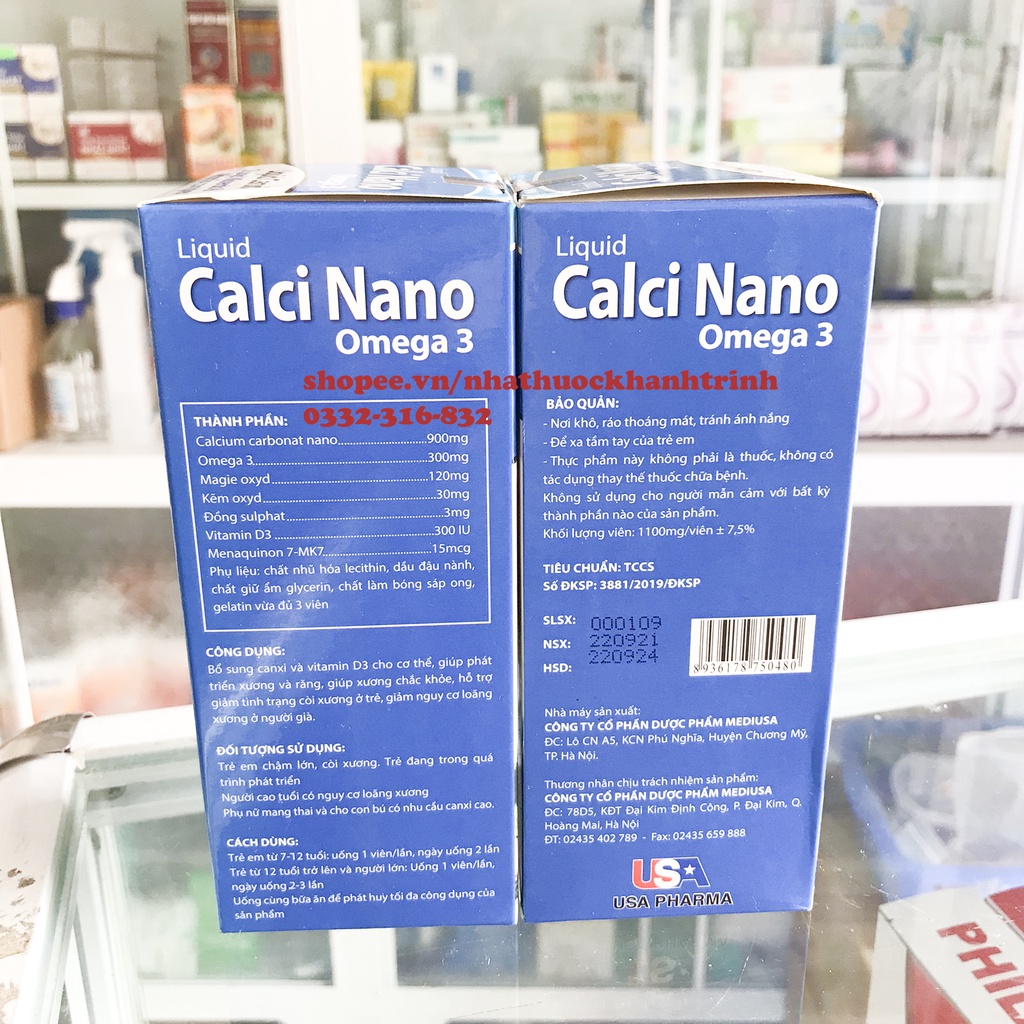 Liquid
Calci Nano
Omega 3
shopee.vn/nhathuockhanhtrinh
0332-316-832
THÀNH PHẦN:
Calcium carbonat nano........................900mg
Omega 3.............................................300mg
Magie oxyd.........................................120mg
Kẽm oxyd.............................................30mg
Đồng sulphat.........................................3mg
Vitamin D3..........................................300 IU
Menaquinon 7-MK7............................15mcg
Phụ liệu: chất nhũ hóa lecithin, dầu đậu nành,
chất giữ ẩm glycerin, chất làm bóng sáp ong,
gelatin vừa đủ 3 viên
CÔNG DỤNG:
Bổ sung canxi và vitamin D3 cho cơ thể, giúp phát
triển xương và răng, giúp xương chắc khỏe, hỗ trợ
giảm tình trạng còi xương ở trẻ, giảm nguy cơ loãng
xương ở người già.
ĐỐI TƯỢNG SỬ DỤNG:
Trẻ em chậm lớn, còi xương. Trẻ đang trong quá
trình phát triển
Người cao tuổi có nguy cơ loãng xương
Phụ nữ mang thai và cho con bú có nhu cầu canxi cao.
CÁCH DÙNG:
Trẻ em từ 7-12 tuổi: uống 1 viên/lần, ngày uống 2 lần
Trẻ từ 12 tuổi trở lên và người lớn: Uống 1 viên/lần,
ngày uống 2-3 lần
Uống cùng bữa ăn để phát huy tối đa công dụng của
sản phẩm
Liquid
Calci Nano
Omega 3
BẢO QUẢN:
- Nơi khô, ráo thoáng mát, tránh ánh nắng
- Để xa tầm tay của trẻ em
- Thực phẩm này không phải là thuốc, không có
tác dụng thay thế thuốc chữa bệnh.
Không sử dụng cho người mẫn cảm với bất kỳ
thành phần nào của sản phẩm.
Khối lượng viên: 1100mg/viên ± 7,5%
TIÊU CHUẨN: TCCS
Số ĐKSP: 3881/2019/ĐKSP
SLSX: 000109
NSX: 220921
HSD: 220924
8 936178 750480
Nhà máy sản xuất:
CÔNG TY CỔ PHẦN DƯỢC PHẨM MEDIUSA
ĐC: Lô CN A5, KCN Phú Nghĩa, Huyện Chương Mỹ,
TP. Hà Nội.
Thương nhân chịu trách nhiệm sản phẩm:
CÔNG TY CỔ PHẦN DƯỢC PHẨM MEDIUSA
ĐC: 78D5, KĐT Đại Kim Định Công, P. Đại Kim, Q.
Hoàng Mai, Hà Nội
ĐT: 02435 402 789 - Fax: 02435 659 888
USA
USA PHARMA